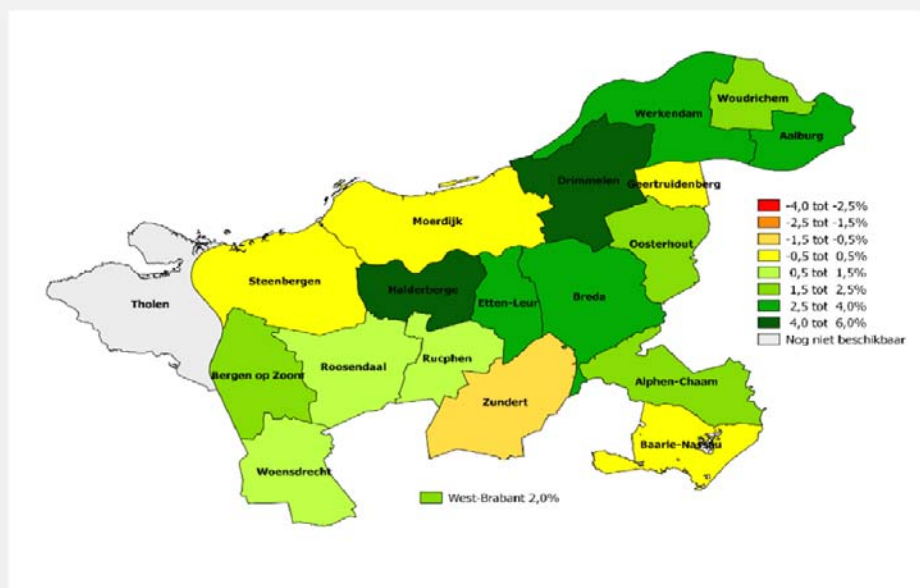 Woudrichem
Werkendam
Aalburg
Drimmelen
Geertruidenberg
Moerdijk
Oosterhout
Steenbergen
Halderberge
Etten-Leur
Breda
Tholen
Roosendaal
Rucphen
Bergen op Zoom
Alphen-Chaam
Zundert
Baarle-Nassau
Woensdrecht
-4,0 tot -2,5%
-2,5 tot -1,5%
-1,5 tot -0,5%
-0,5 tot 0,5%
0,5 tot 1,5%
1,5 tot 2,5%
2,5 tot 4,0%
4,0 tot 6,0%
Nog niet beschikbaar
West-Brabant 2,0%